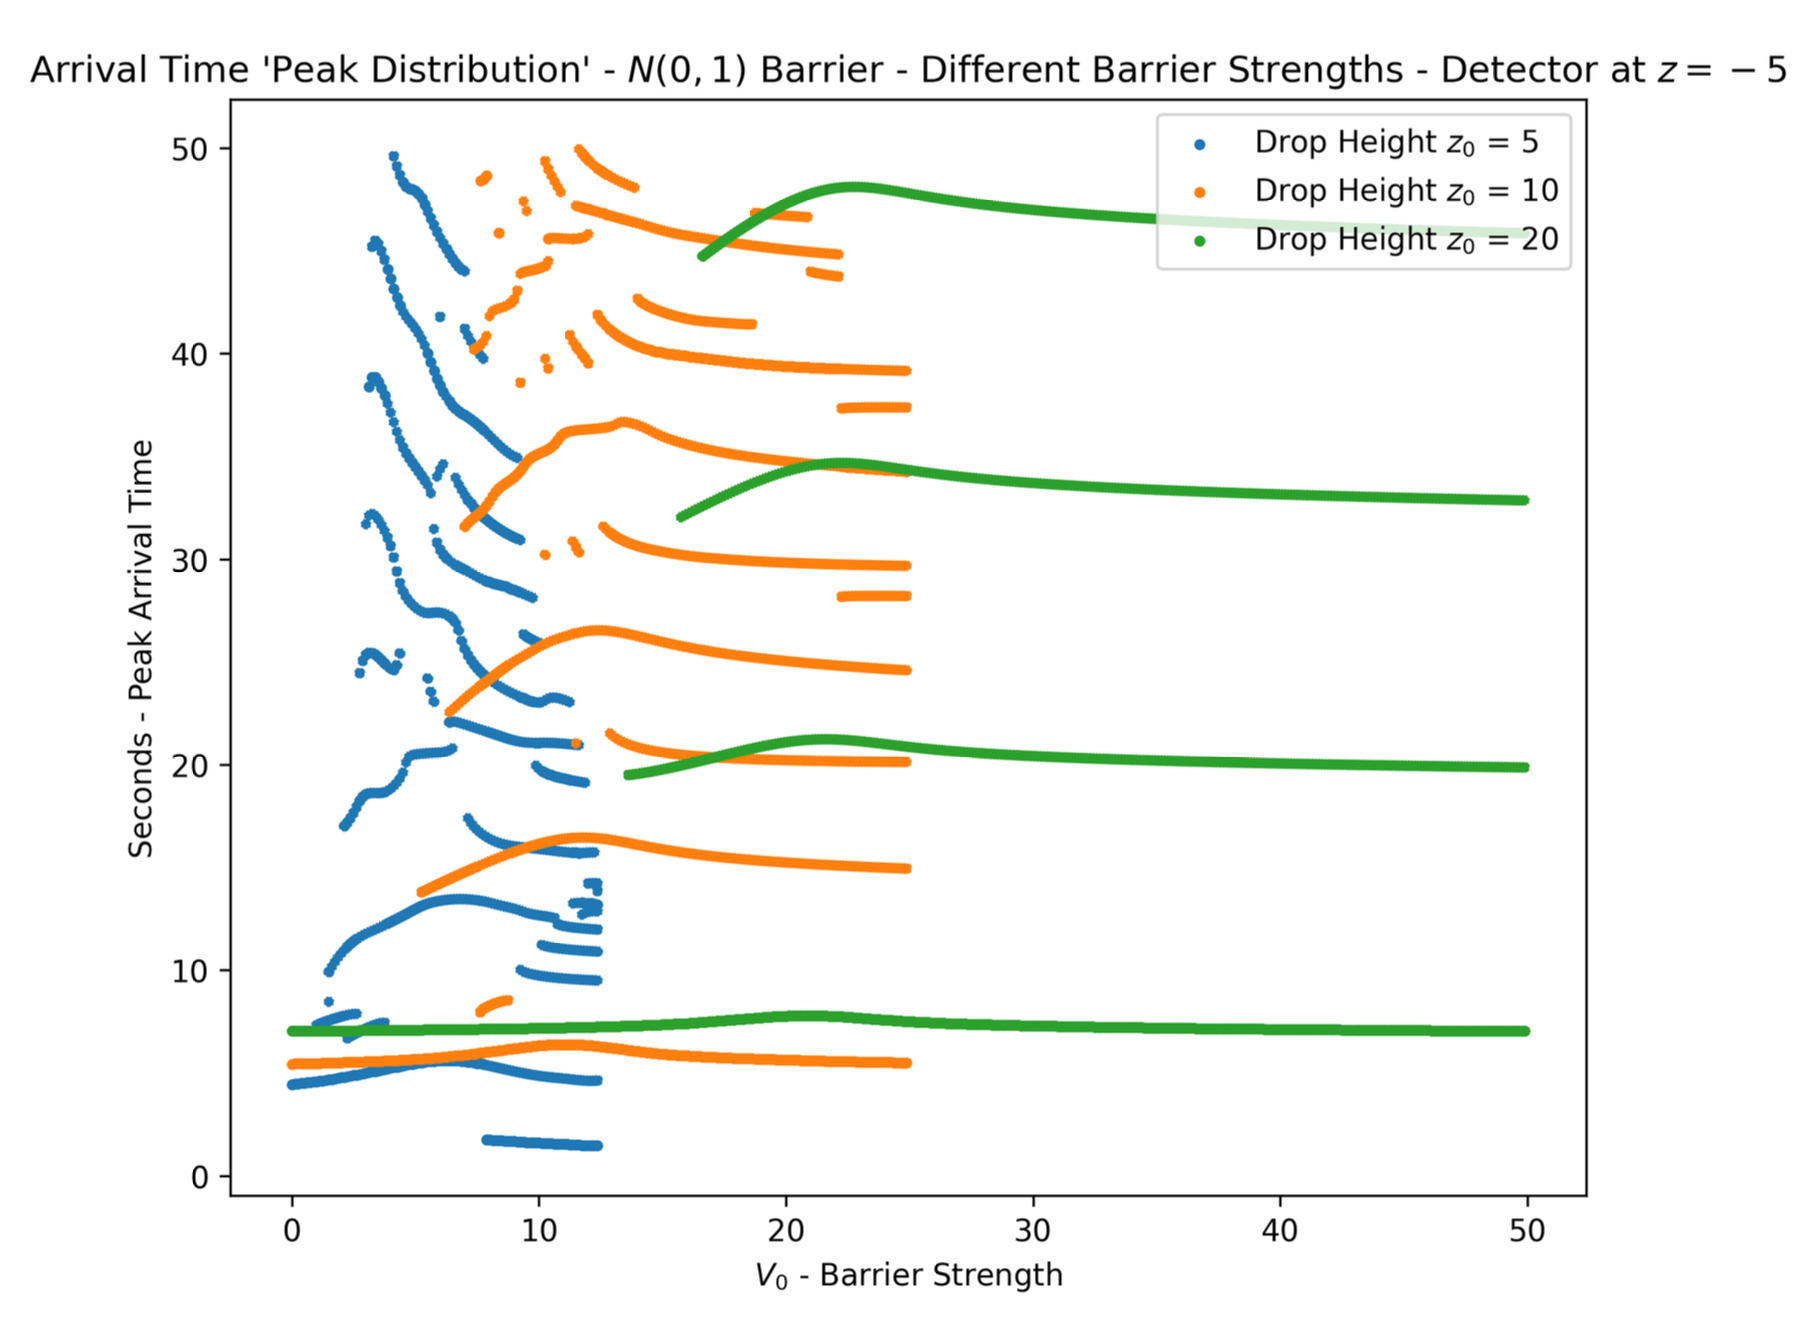 Arrival Time 'Peak Distribution' - N(0, 1) Barrier - Different Barrier Strengths - Detector at z = −5
Drop Height z₀ = 5
Drop Height z₀ = 10
Drop Height z₀ = 20
Seconds - Peak Arrival Time
50
40
30
20
10
0
0 10 20 30 40 50
V₀ - Barrier Strength